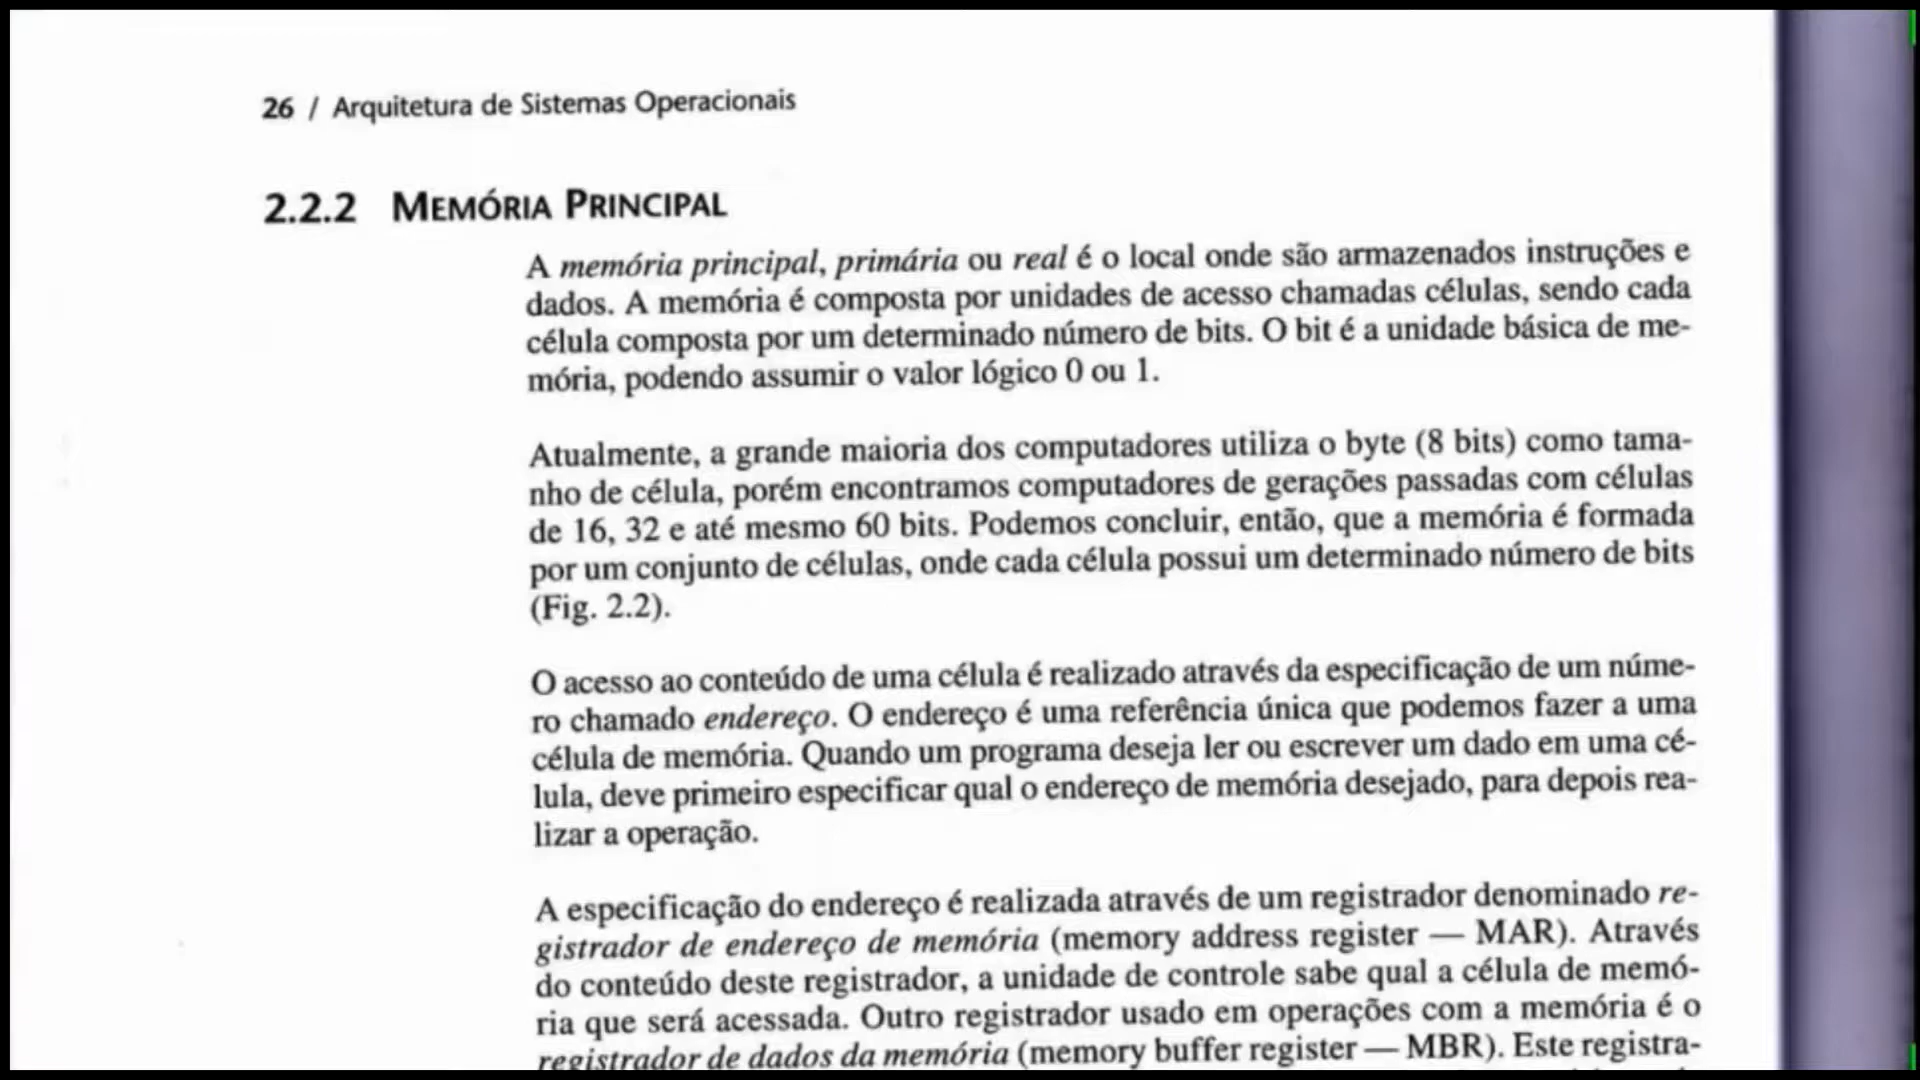 26 / Arquitetura de Sistemas Operacionais
2.2.2 MEMÓRIA PRINCIPAL
A memória principal, primária ou real é o local onde são armazenados instruções e
dados. A memória é composta por unidades de acesso chamadas células, sendo cada
célula composta por um determinado número de bits. O bit é a unidade básica de me-
mória, podendo assumir o valor lógico 0 ou 1.
Atualmente, a grande maioria dos computadores utiliza o byte (8 bits) como tama-
nho de célula, porém encontramos computadores de gerações passadas com células
de 16, 32 e até mesmo 60 bits. Podemos concluir, então, que a memória é formada
por um conjunto de células, onde cada célula possui um determinado número de bits
(Fig. 2.2).
O acesso ao conteúdo de uma célula é realizado através da especificação de um núme-
ro chamado endereço. O endereço é uma referência única que podemos fazer a uma
célula de memória. Quando um programa deseja ler ou escrever um dado em uma cé-
lula, deve primeiro especificar qual o endereço de memória desejado, para depois rea-
lizar a operação.
A especificação do endereço é realizada através de um registrador denominado re-
gistrador de endereço de memória (memory address register — MAR). Através
do conteúdo deste registrador, a unidade de controle sabe qual a célula de memó-
ria que será acessada. Outro registrador usado em operações com a memória é o
registrador de dados da memória (memory buffer register — MBR). Este registra-